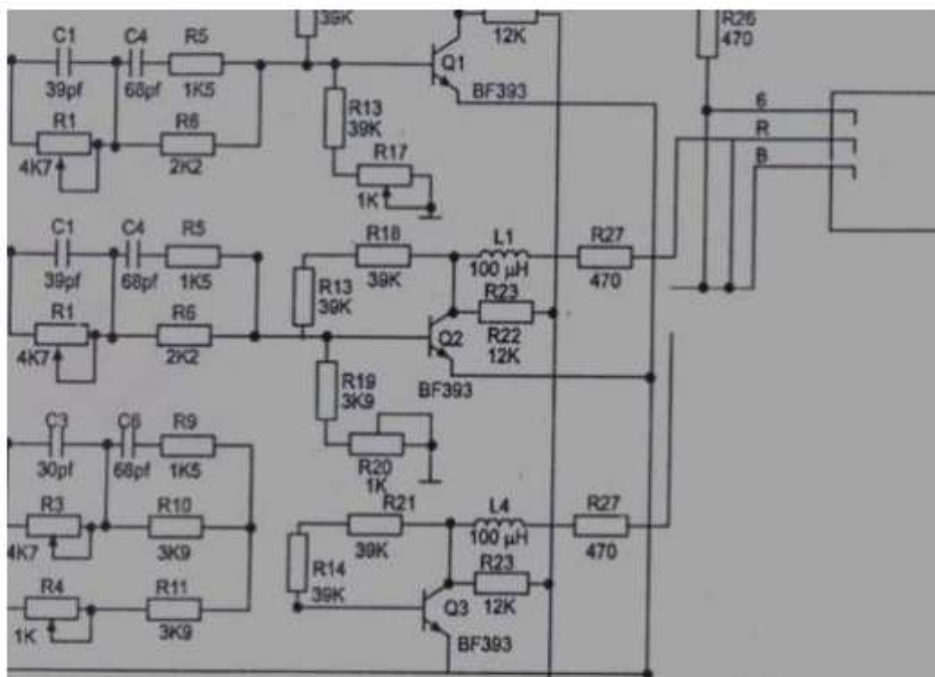 39K
12K
R26
470
C1
C4
R5
39pf
68pf
1K5
R1
R6
4K7
2K2
Q1
BF393
R13
39K
R17
1K
6
R
B
C1
C4
R5
39pf
68pf
1K5
R1
R6
4K7
2K2
R18
39K
L1
100 μH
R27
470
R13
39K
R23
R22
12K
Q2
BF393
R19
3K9
R20
1K
C3
C6
R9
30pf
68pf
1K5
R3
R10
4K7
3K9
R4
R11
1K
3K9
R21
39K
L4
100 μH
R27
470
R14
39K
R23
12K
Q3
BF393